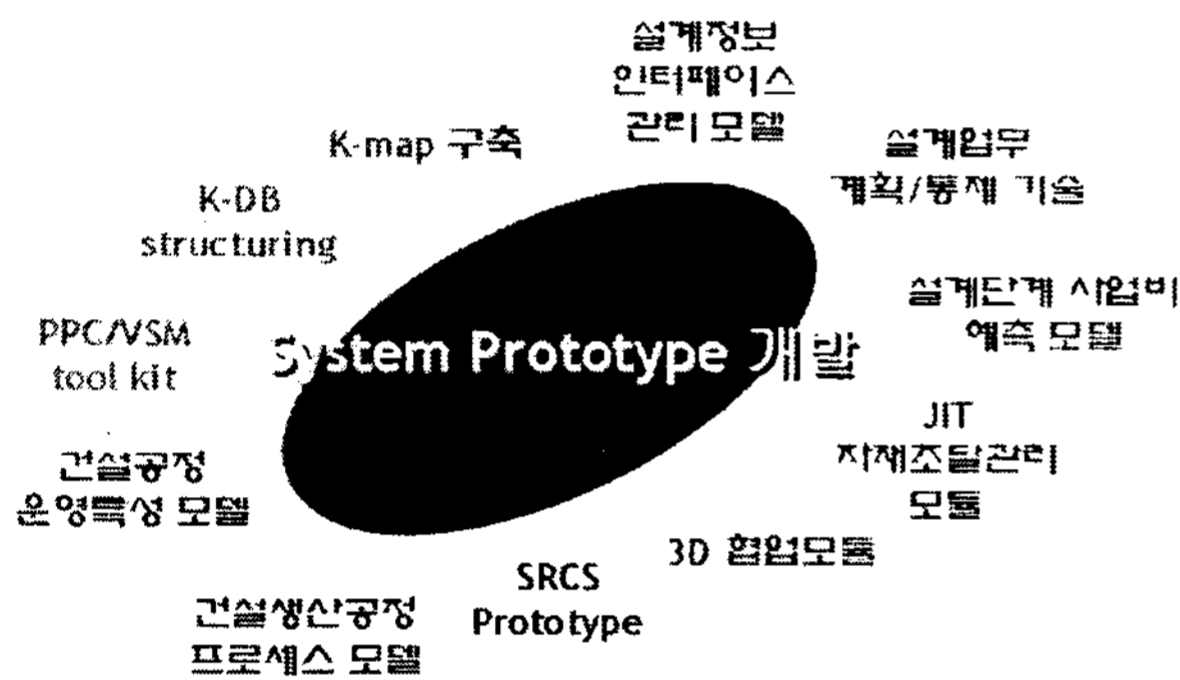 설계정보
인터페이스
관리 모델
K-map 구축
설계업무
계획/통제 기술
K-DB
structuring
설계단계 사업비
예측 모델
PPC/VSM
tool kit
System Prototype 개발
JIT
자재조달관리
모듈
건설공정
운영특성 모델
3D 협업모듈
SRCS
Prototype
건설생산공정
프로세스 모델